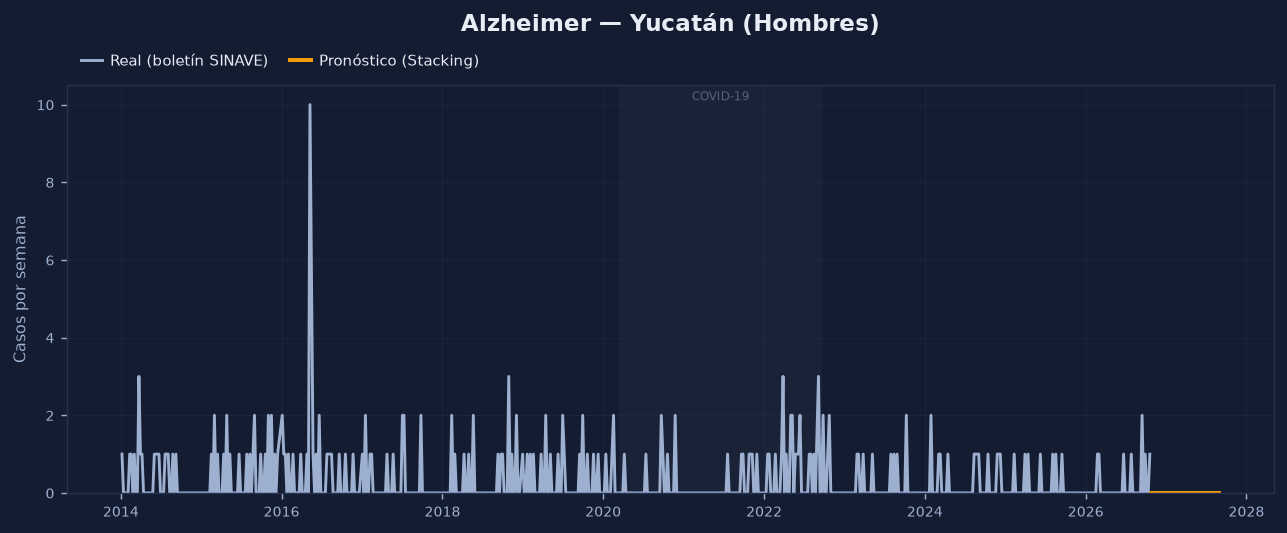 Alzheimer — Yucatán (Hombres)
Real (boletín SINAVE)
Pronóstico (Stacking)
COVID-19
Casos por semana
10
8
6
4
2
0
2014
2016
2018
2020
2022
2024
2026
2028